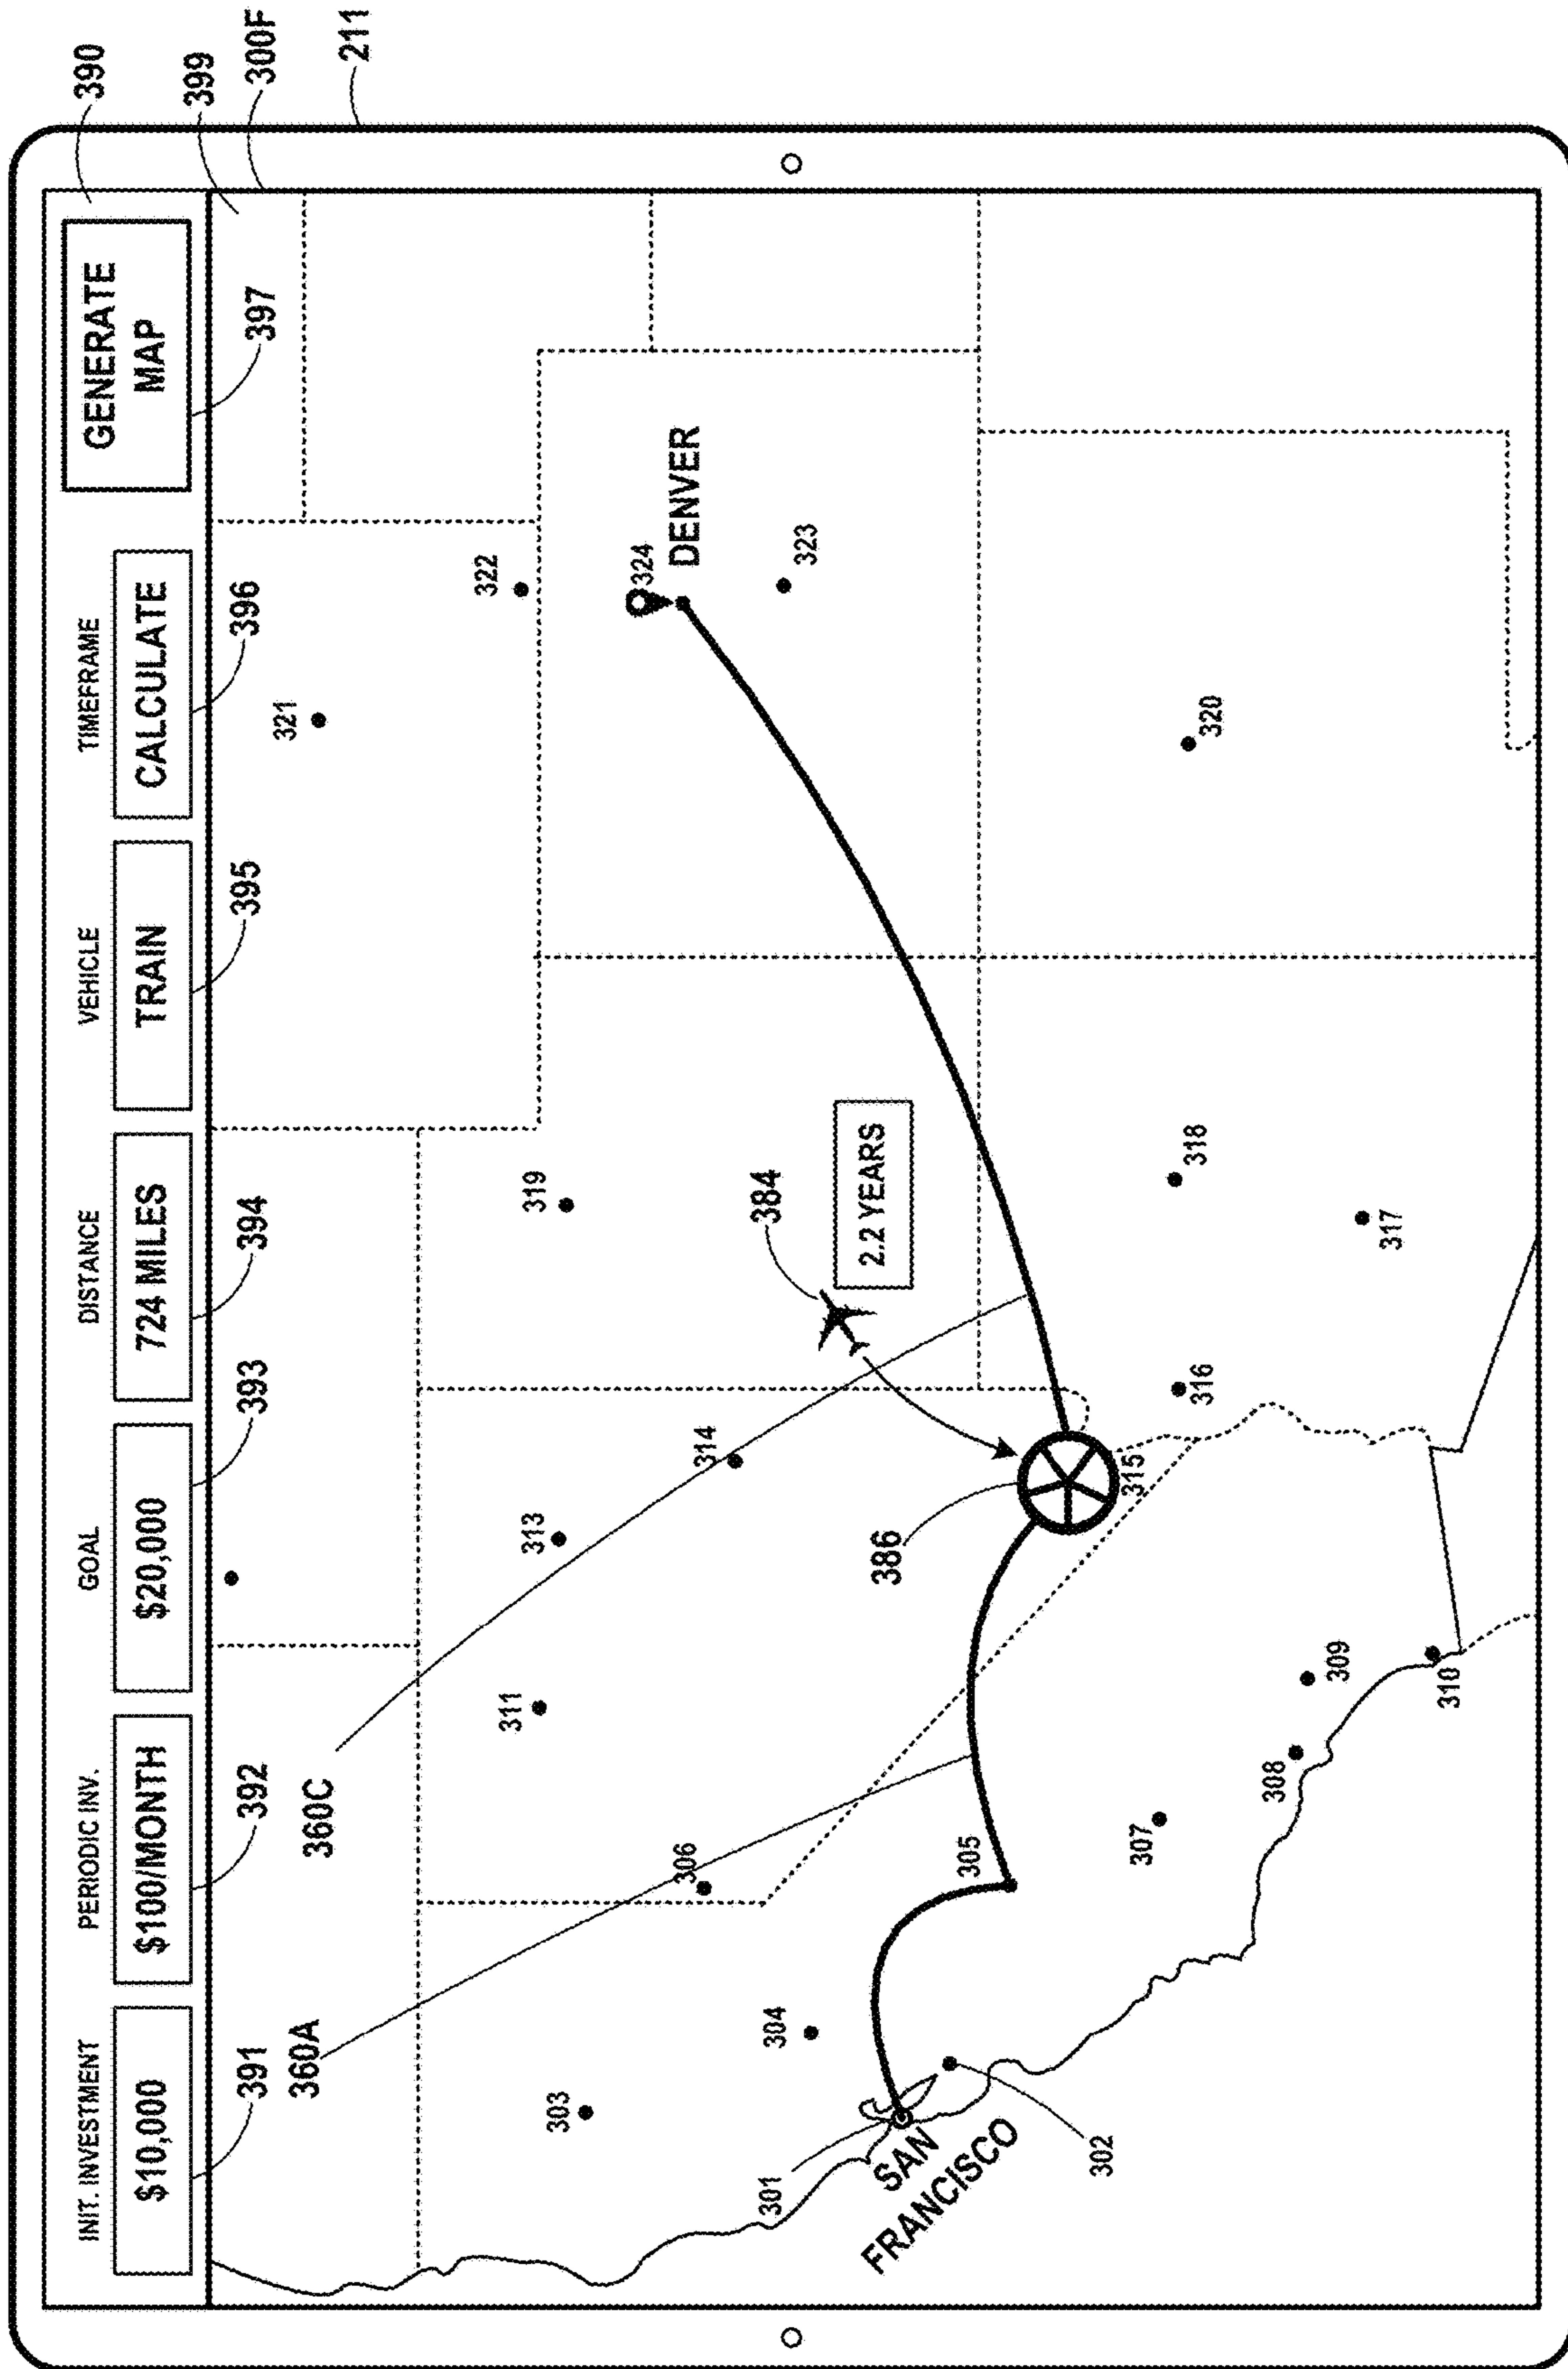 INIT. INVESTMENT
PERIODIC INV.
GOAL
DISTANCE
VEHICLE
TIMEFRAME
$10,000
$100/MONTH
$20,000
724 MILES
TRAIN
CALCULATE
GENERATE
MAP
390
391
392
393
394
395
396
397
399
300F
211
360A
360C
321
322
303
311
313
319
324
DENVER
306
314
384
323
304
2.2 YEARS
301
SAN
FRANCISCO
386
305
302
315
307
316
318
320
308
309
317
310